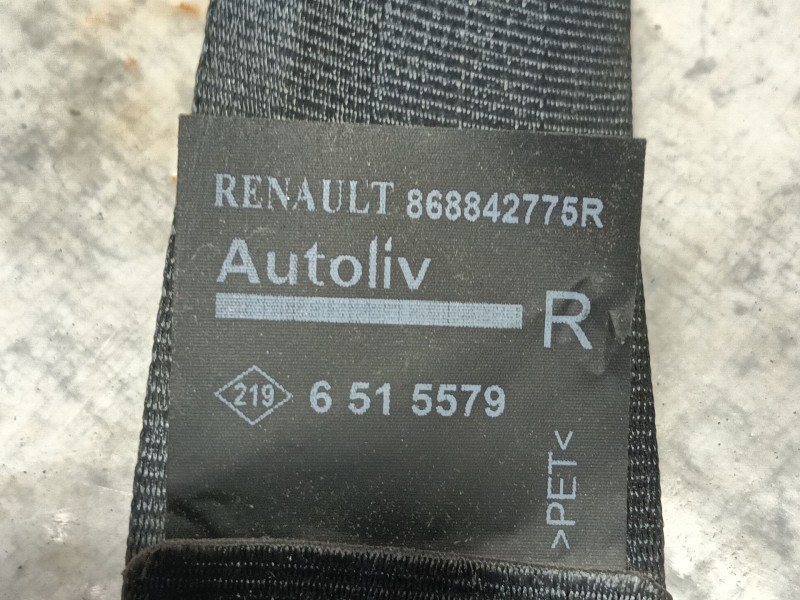 RENAULT 868842775R
Autoliv
R
219 6 51 5579
>PET<